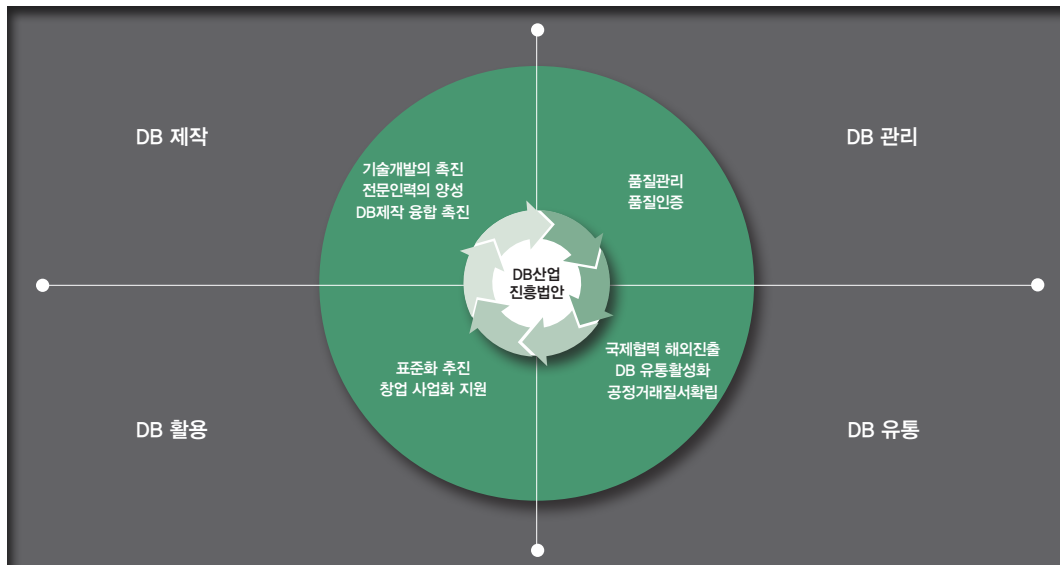 DB 제작
DB 관리
기술개발의 촉진
전문인력의 양성
DB제작 융합 촉진
품질관리
품질인증
DB산업
진흥법안
표준화 추진
창업 사업화 지원
국제협력 해외진출
DB 유통활성화
공정거래질서확립
DB 활용
DB 유통